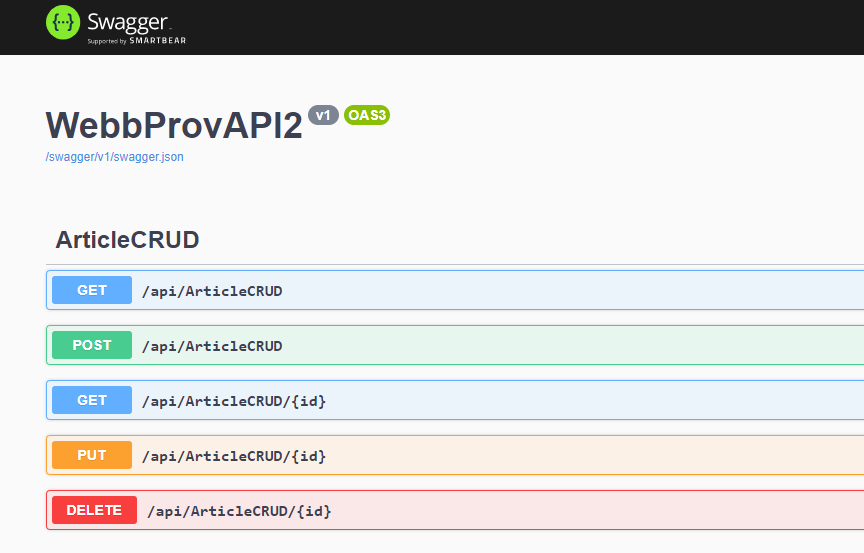 {···} Swagger.
Supported by SMARTBEAR
WebbProvAPI2 v1 OAS3
/swagger/v1/swagger.json
ArticleCRUD
GET /api/ArticleCRUD
POST /api/ArticleCRUD
GET /api/ArticleCRUD/{id}
PUT /api/ArticleCRUD/{id}
DELETE /api/ArticleCRUD/{id}